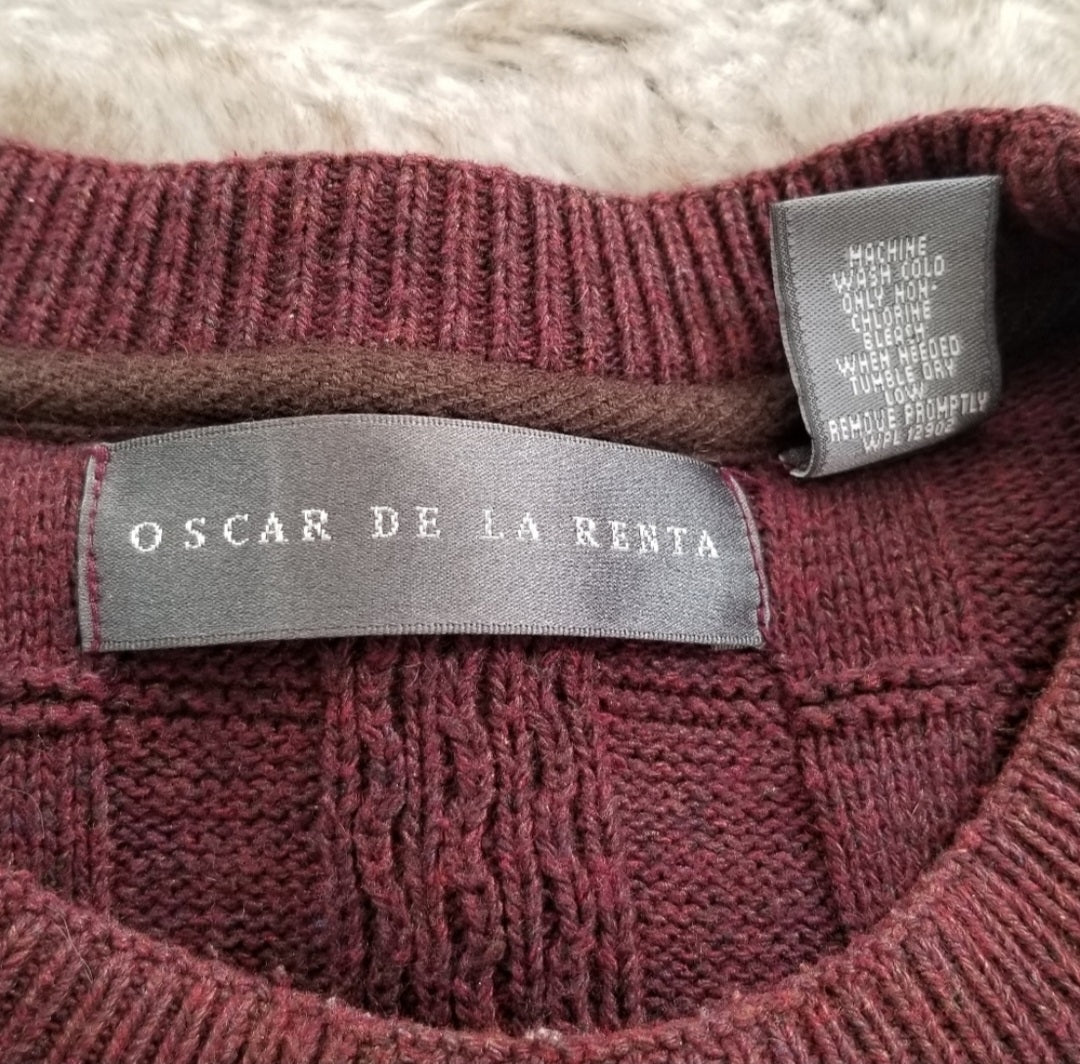 OSCAR DE LA RENTA
MACHINE
WASH COLD
ONLY NON-
CHLORINE
BLEACH
WHEN NEEDED
TUMBLE DRY
LOW
REMOVE PROMPTLY
WPL 12902